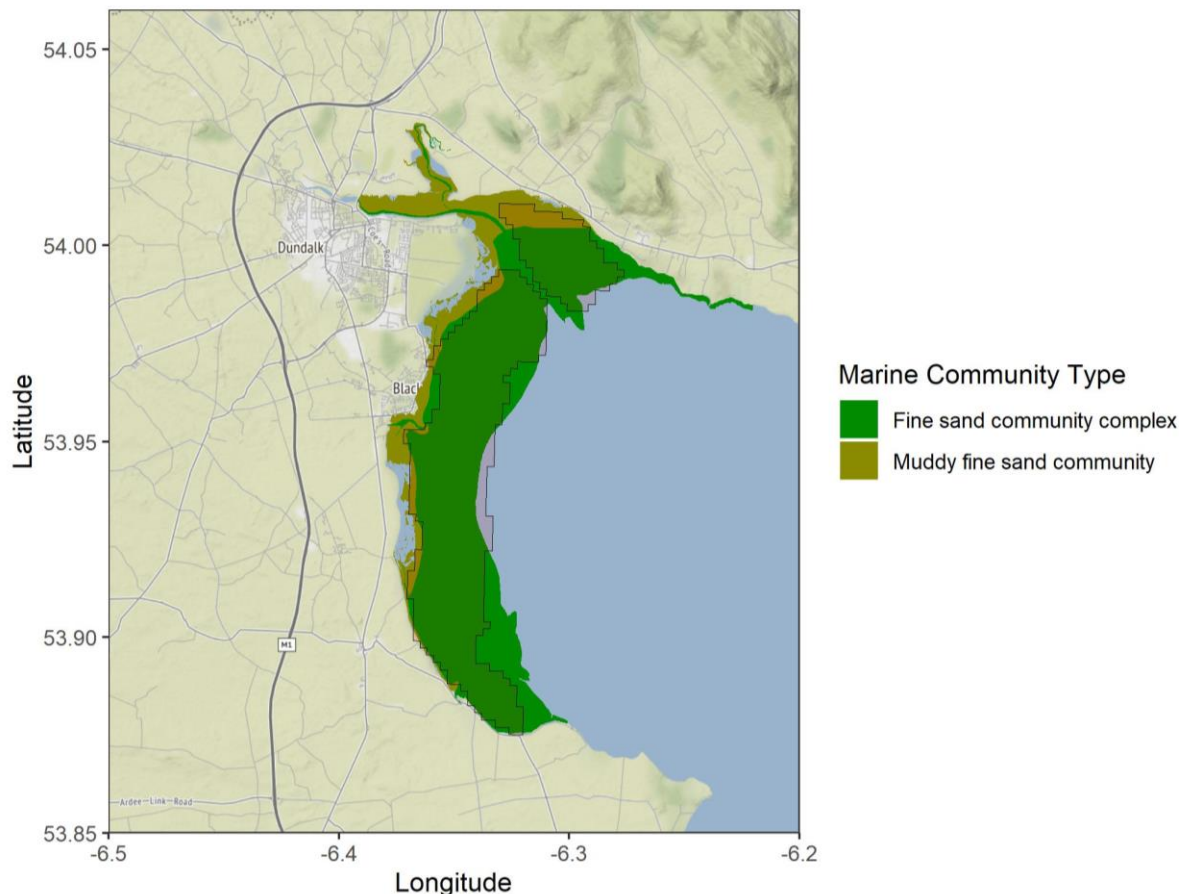 54.05
54.00
53.95
53.90
53.85
Latitude
Dundalk
Black
M1
Ardee Link Road
-6.5
-6.4
-6.3
-6.2
Longitude
Marine Community Type
Fine sand community complex
Muddy fine sand community